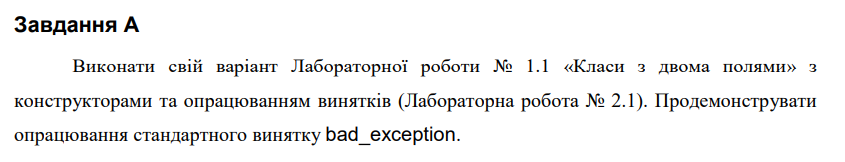 Завдання А
Виконати свій варіант Лабораторної роботи № 1.1 «Класи з двома полями» з
конструкторами та опрацюванням винятків (Лабораторна робота № 2.1). Продемонструвати
опрацювання стандартного винятку bad_exception.